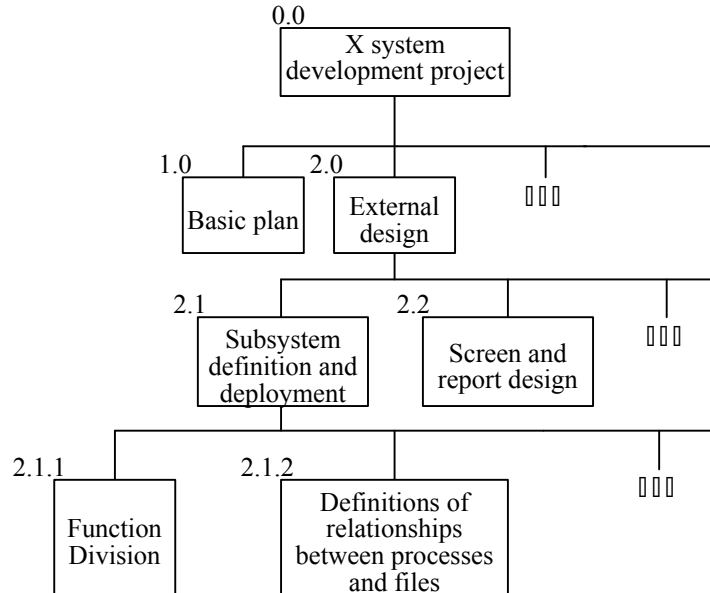 0.0
X system
development project
1.0
2.0
Basic plan
External
design
2.1
2.2
Subsystem
definition and
deployment
Screen and
report design
2.1.1
2.1.2
Function
Division
Definitions of
relationships
between processes
and files